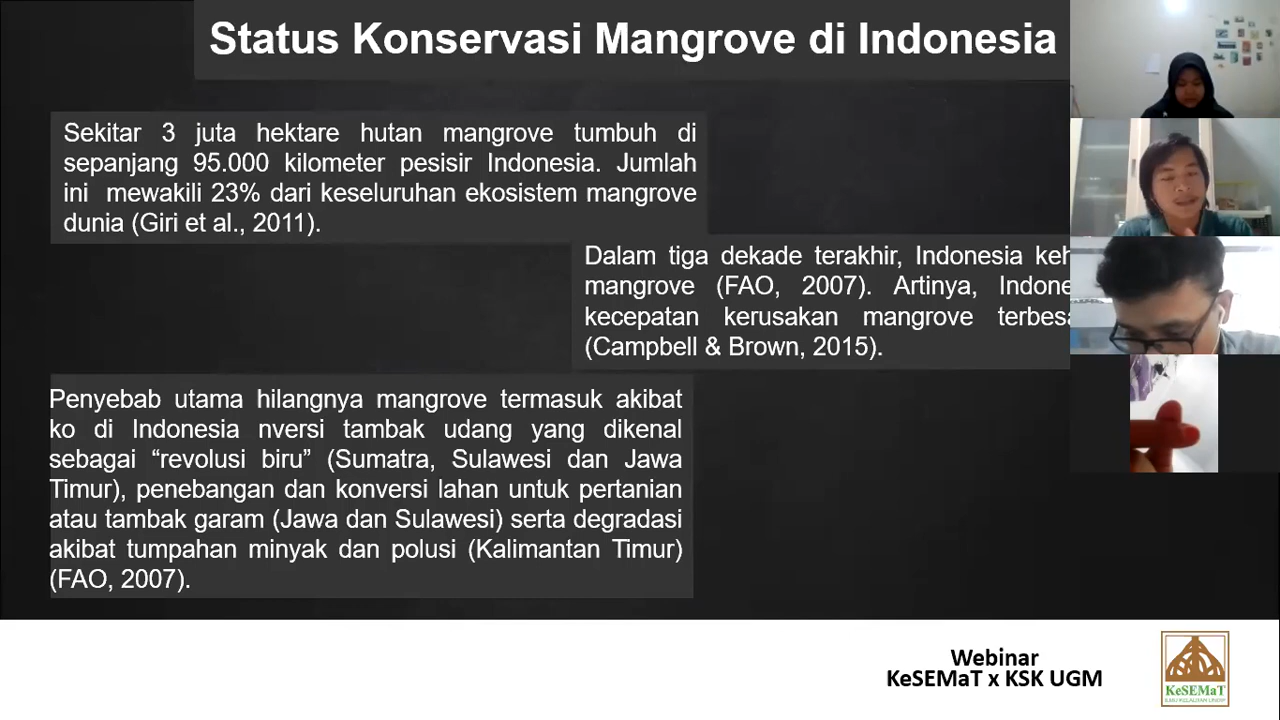 Status Konservasi Mangrove di Indonesia
Sekitar 3 juta hektare hutan mangrove tumbuh di
sepanjang 95.000 kilometer pesisir Indonesia. Jumlah
ini mewakili 23% dari keseluruhan ekosistem mangrove
dunia (Giri et al., 2011).
Dalam tiga dekade terakhir, Indonesia
mangrove (FAO, 2007). Artinya,
kecepatan kerusakan mangrove
(Campbell & Brown, 2015).
Penyebab utama hilangnya mangrove termasuk akibat
ko di Indonesia nversi tambak udang yang dikenal
sebagai “revolusi biru” (Sumatra, Sulawesi dan Jawa
Timur), penebangan dan konversi lahan untuk pertanian
atau tambak garam (Jawa dan Sulawesi) serta degradasi
akibat tumpahan minyak dan polusi (Kalimantan Timur)
(FAO, 2007).
Webinar
KeSEMaT x KSK UGM
KeSEMaT
ILMU KELAUTAN UNDIP